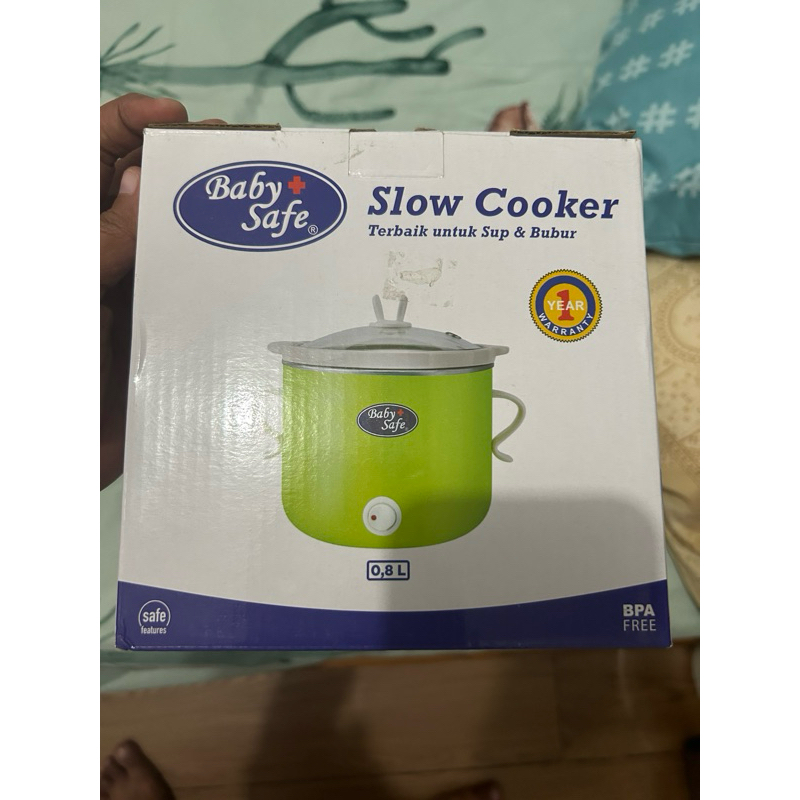 Baby Safe ®
Slow Cooker
Terbaik untuk Sup & Bubur
1 YEAR WARRANTY
Baby Safe
0,8 L
safe
features
BPA
FREE